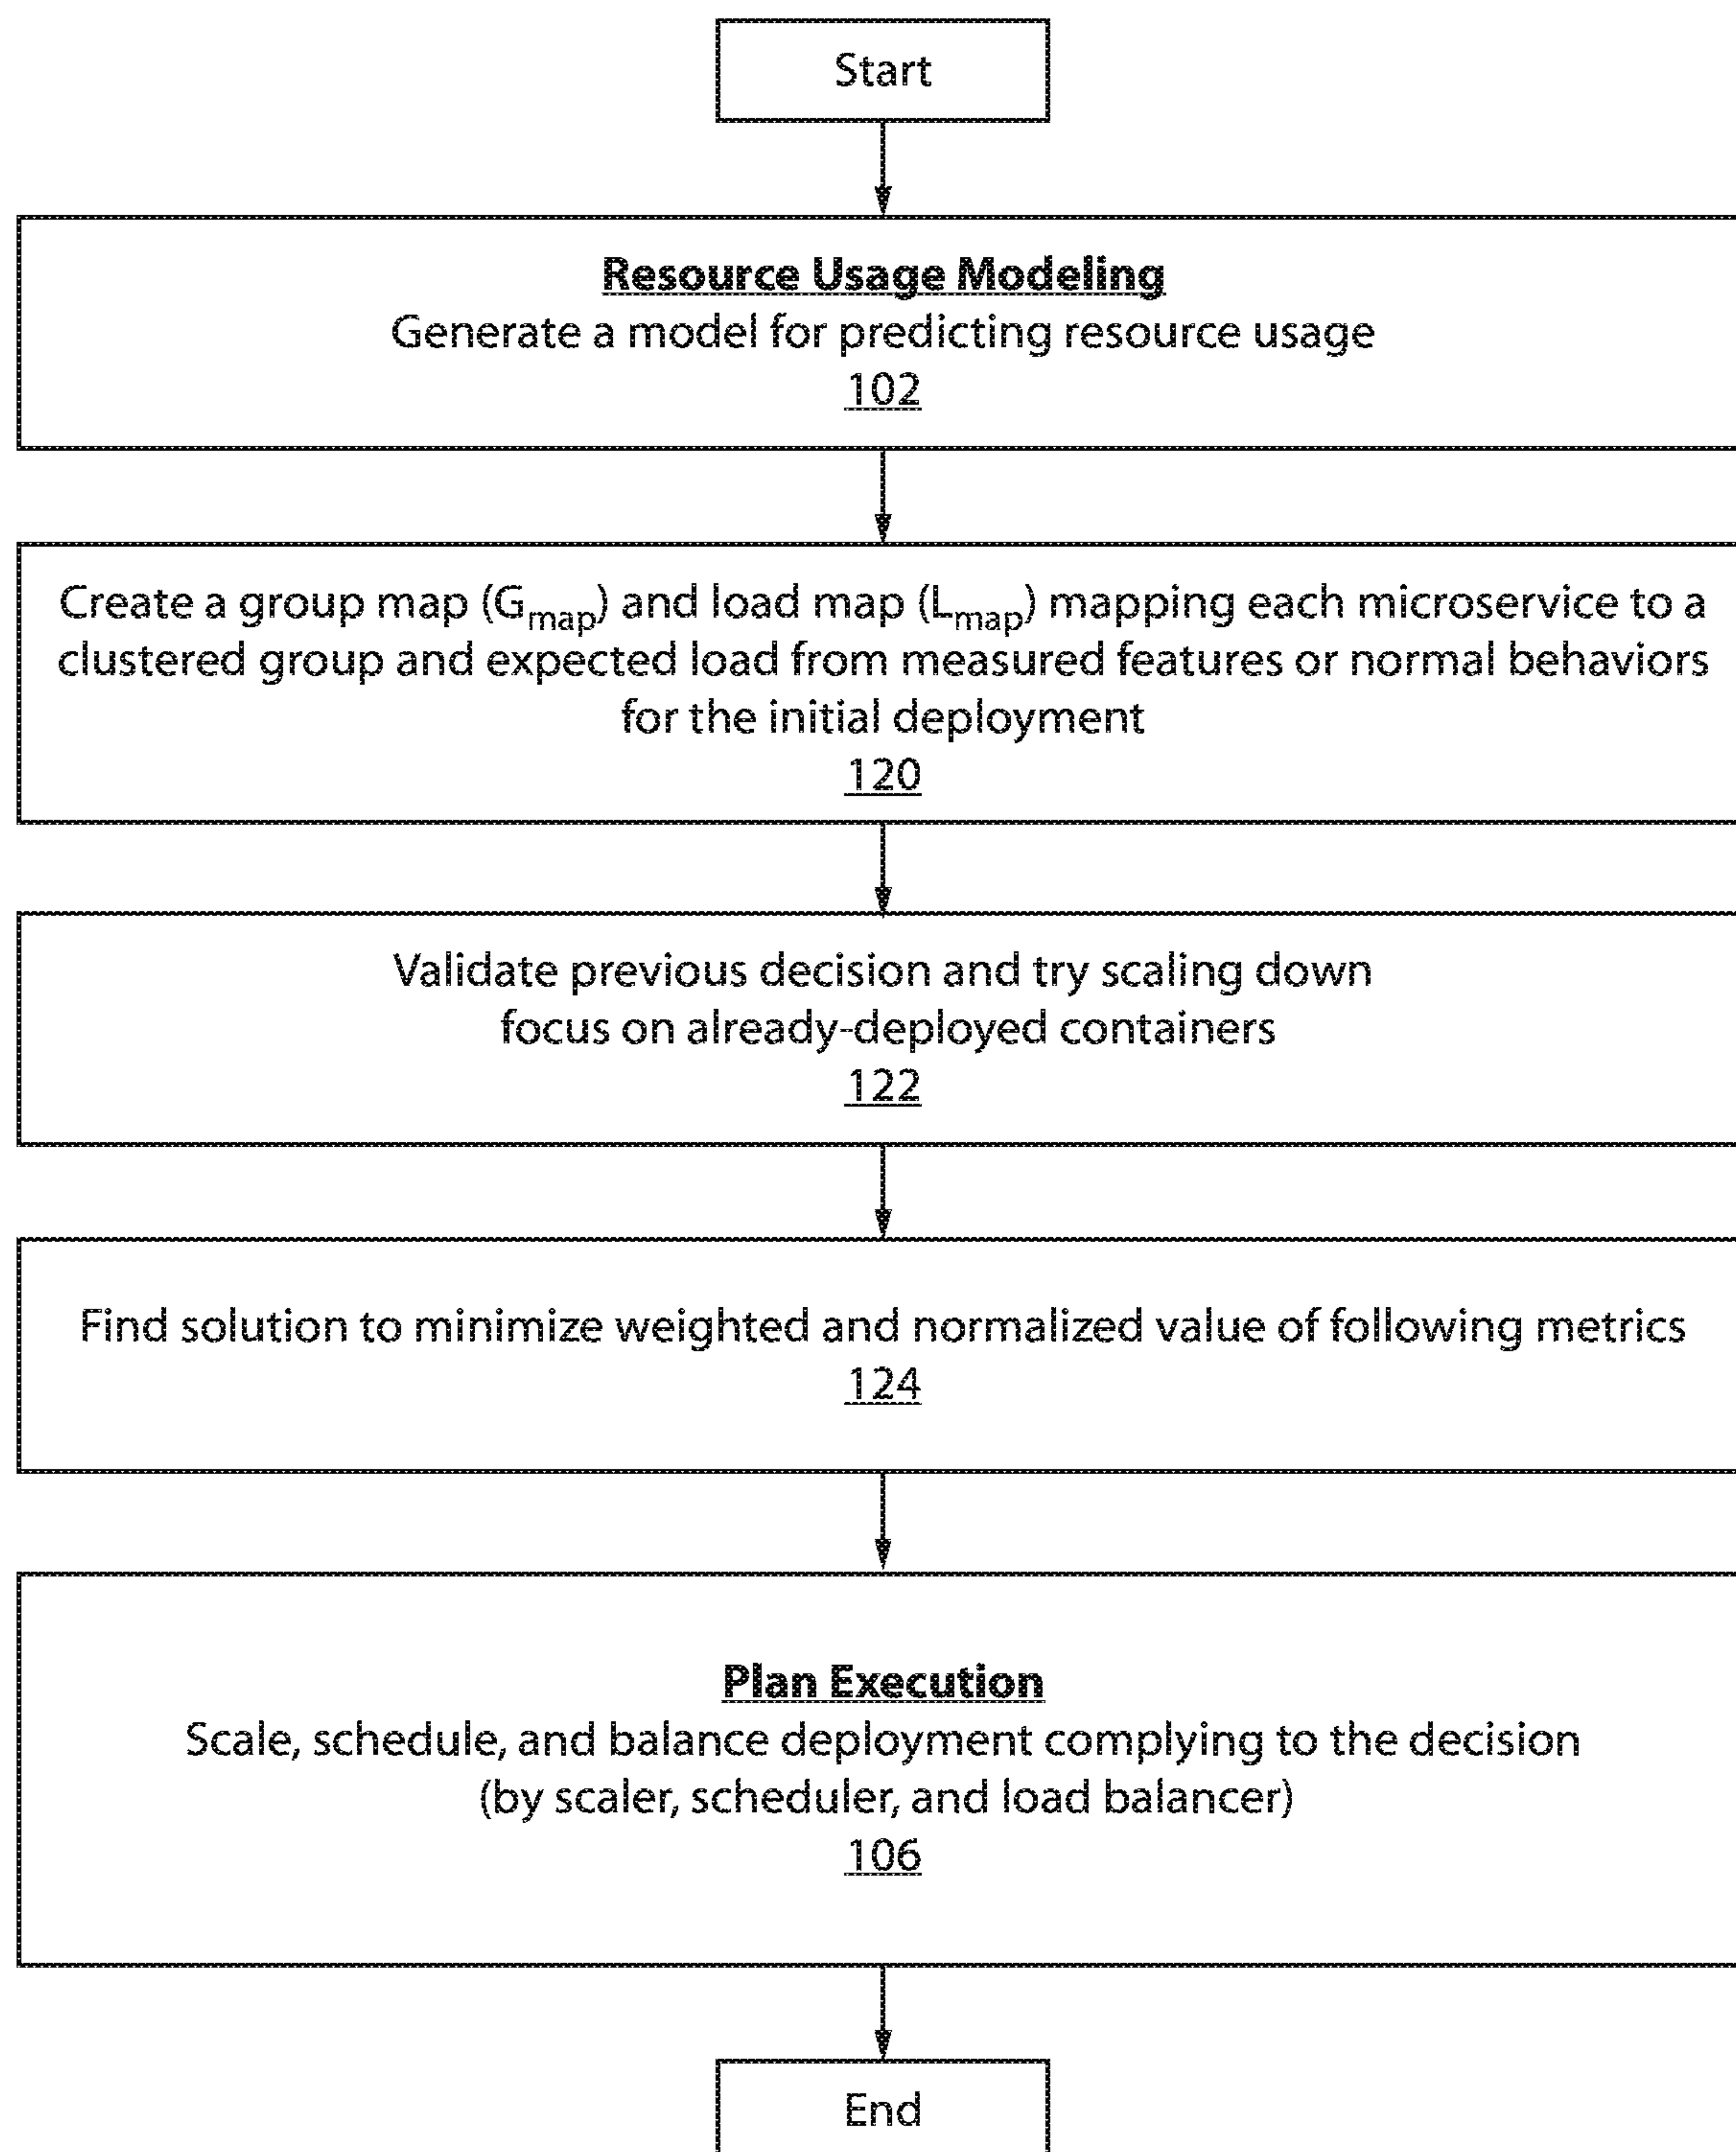 Start
Resource Usage Modeling
Generate a model for predicting resource usage
102
Create a group map (Gmap) and load map (Lmap) mapping each microservice to a
clustered group and expected load from measured features or normal behaviors
for the initial deployment
120
Validate previous decision and try scaling down
focus on already-deployed containers
122
Find solution to minimize weighted and normalized value of following metrics
124
Plan Execution
Scale, schedule, and balance deployment complying to the decision
(by scaler, scheduler, and load balancer)
106
End